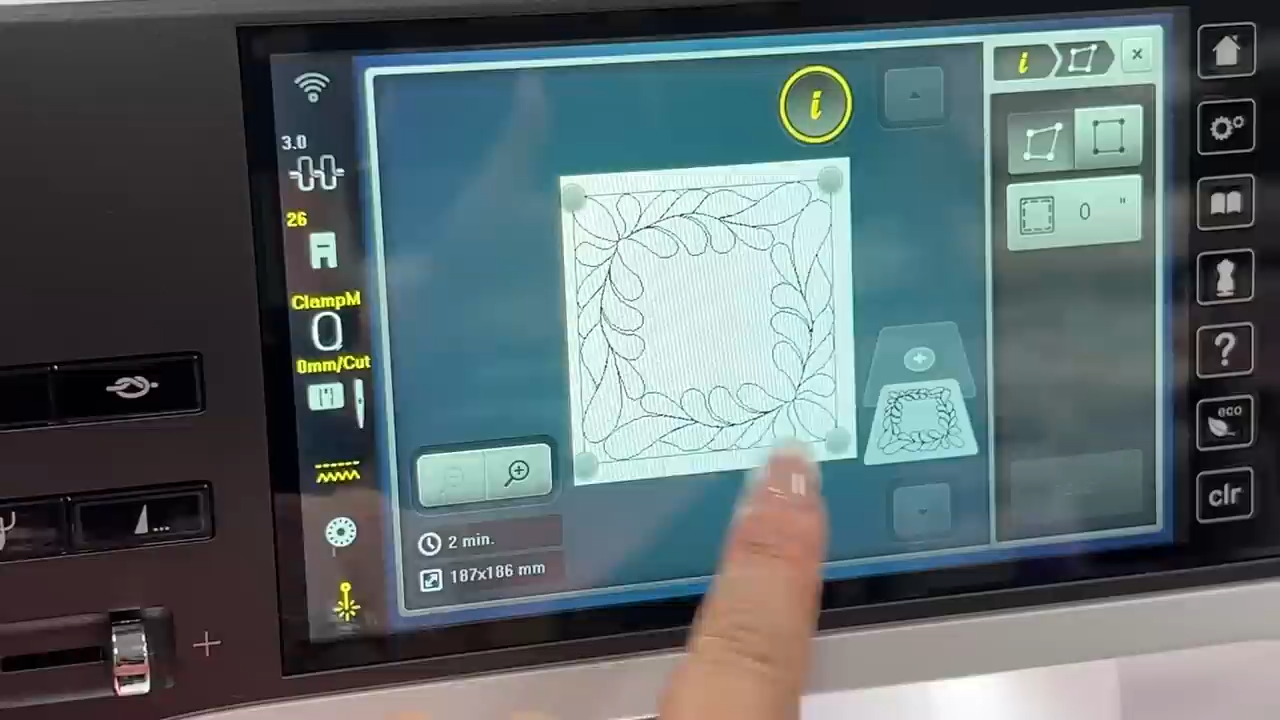 3.0
26
ClampM
0mm/Cut
i
i
0 "
2 min.
187x186 mm
?
eco
clr